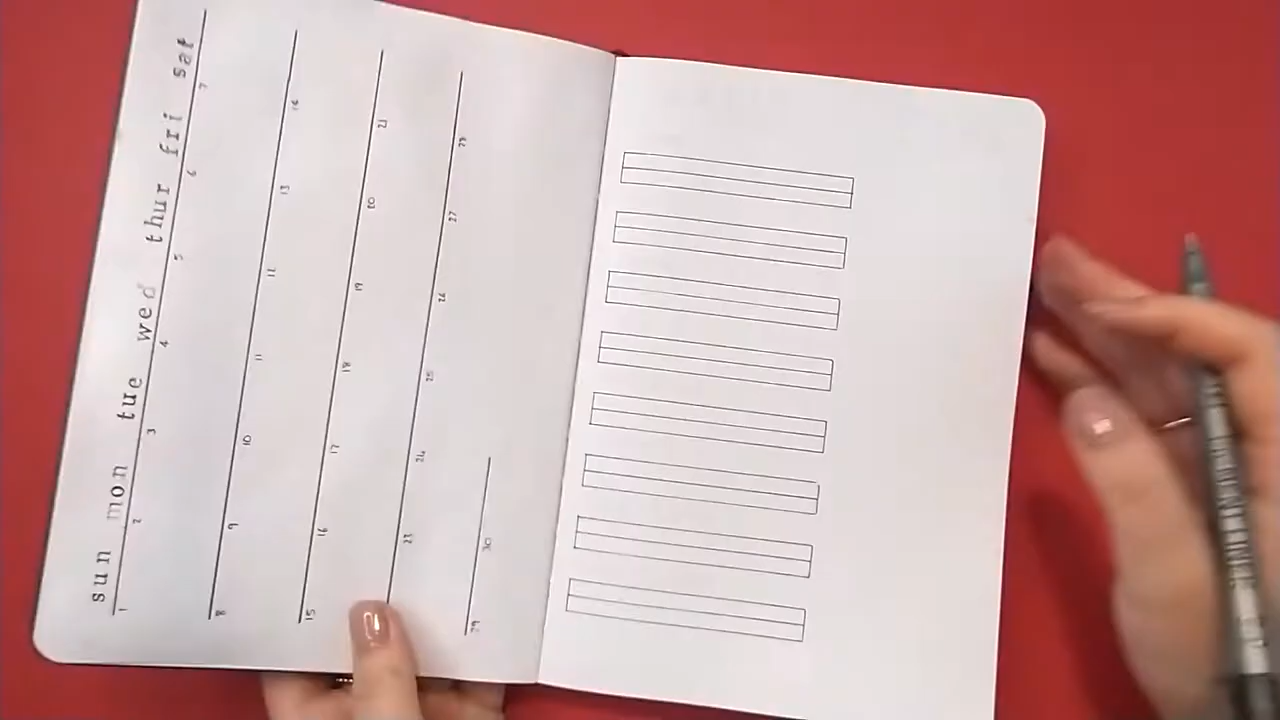 sun mon tue wed thur fri sat
1 2 3 4 5 6 7
8 9 10 11 12 13 14
15 16 17 18 19 20 21
23 24 25 26 27 28
29 30